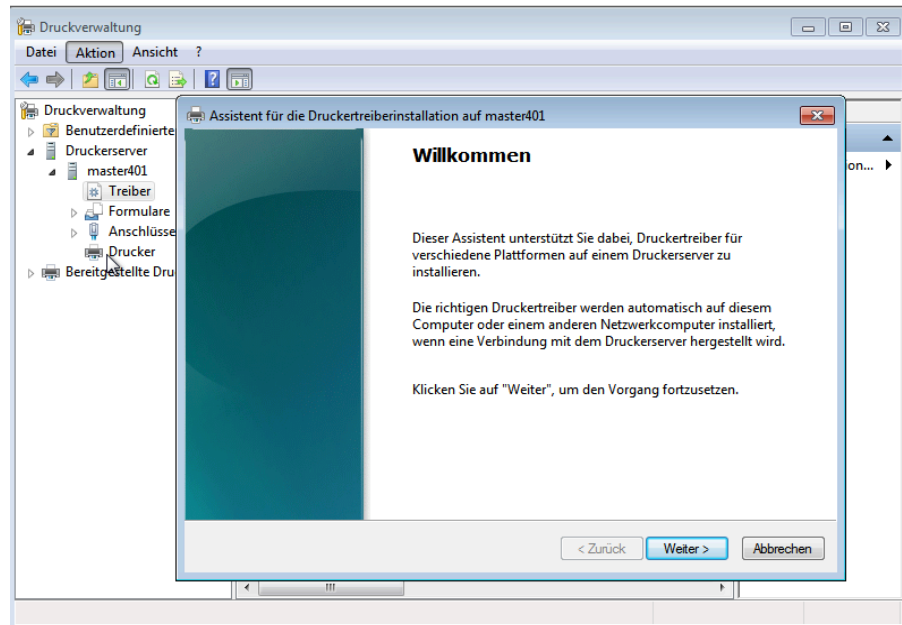 Druckverwaltung
Datei Aktion Ansicht ?
Druckverwaltung
Benutzerdefinierte
Druckerserver
master401
Treiber
Formulare
Anschlüsse
Drucker
Bereitgestellte Dru
Assistent für die Druckertreiberinstallation auf master401
Willkommen
Dieser Assistent unterstützt Sie dabei, Druckertreiber für
verschiedene Plattformen auf einem Druckerserver zu
installieren.
Die richtigen Druckertreiber werden automatisch auf diesem
Computer oder einem anderen Netzwerkcomputer installiert,
wenn eine Verbindung mit dem Druckerserver hergestellt wird.
Klicken Sie auf "Weiter", um den Vorgang fortzusetzen.
< Zurück Weiter > Abbrechen
on...